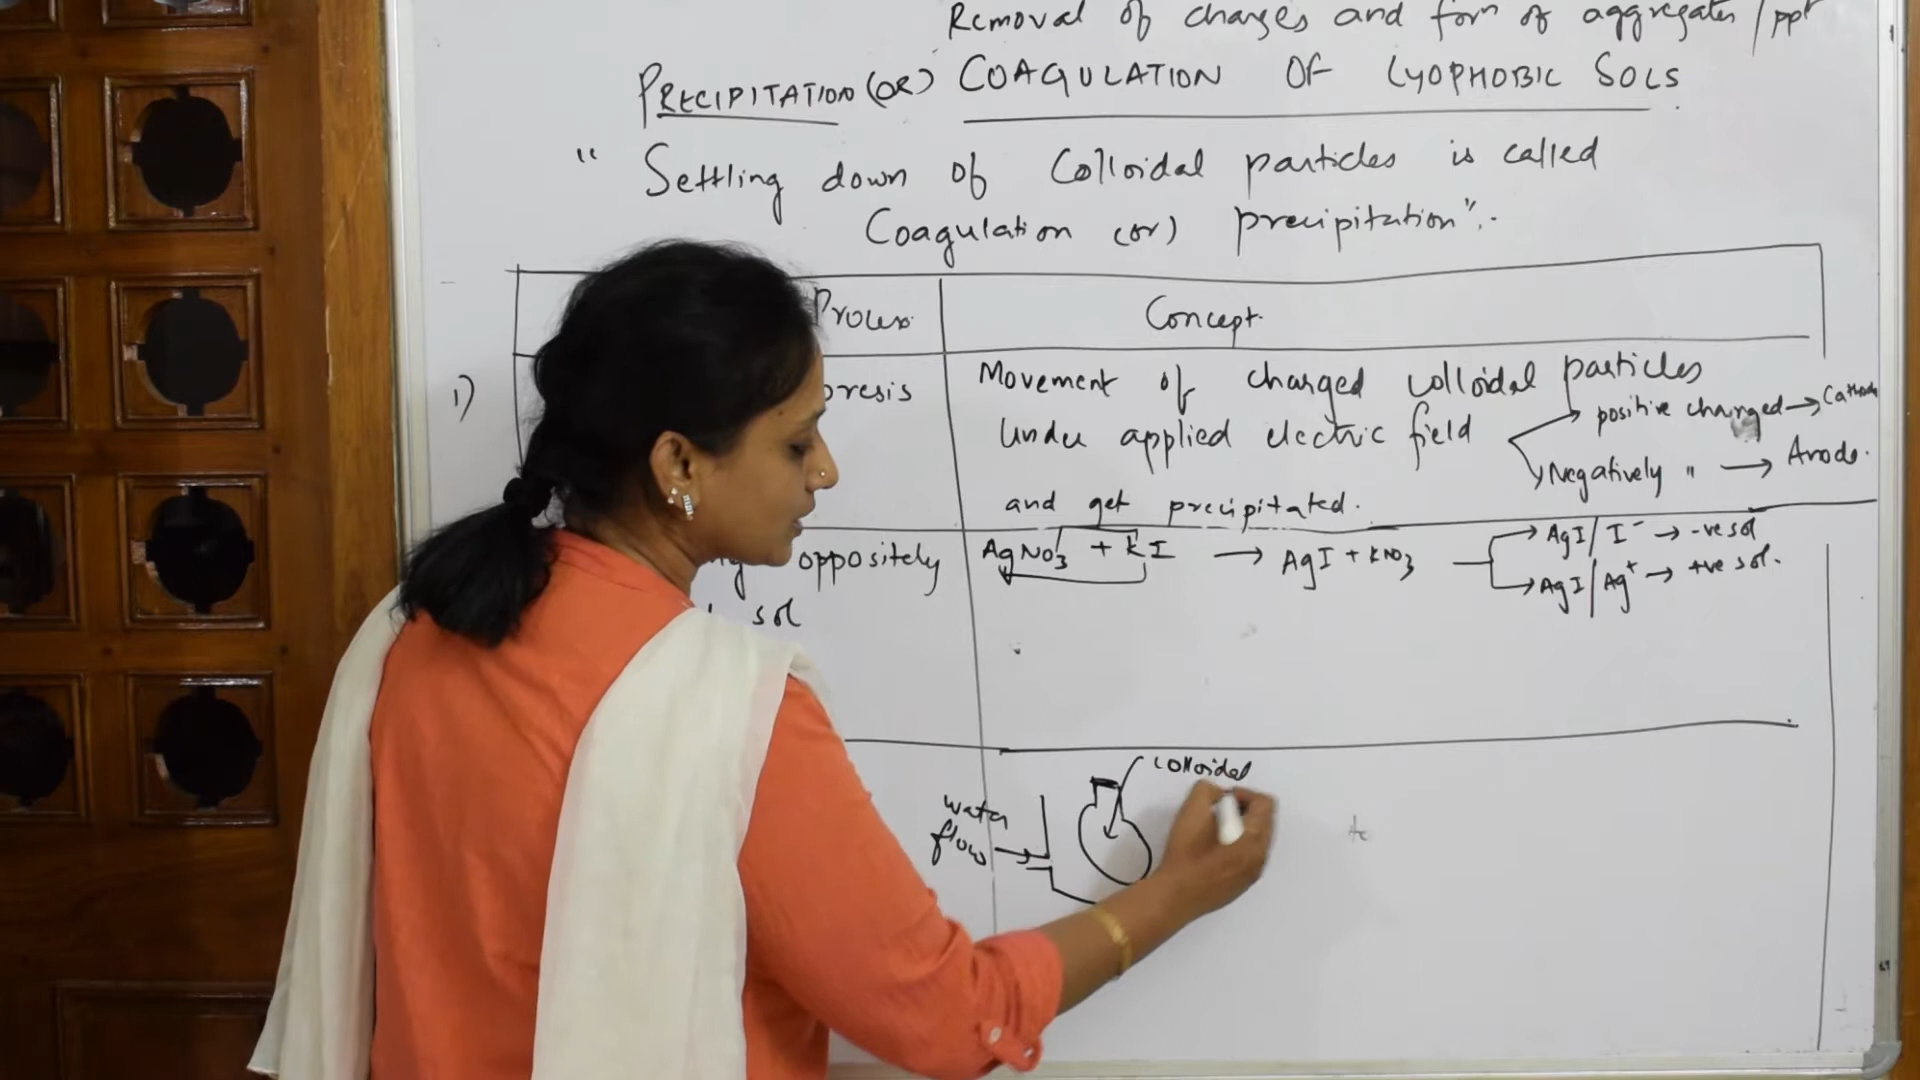 Removal of charges and form of aggregates / ppt
PRECIPITATION (OR) COAGULATION OF LYOPHOBIC SOLS
" Settling down of Colloidal particles is called
Coagulation (or) precipitation".
Process Concept
1) oresis Movement of charged colloidal particles
under applied electric field positive charged → Cathode
Negatively " → Anode.
and get precipitated.
oppositely AgNO3 + KI → AgI + KNO3 AgI/I- → -ve sol
sol AgI/Ag+ → +ve sol.
colloidal
water
flow